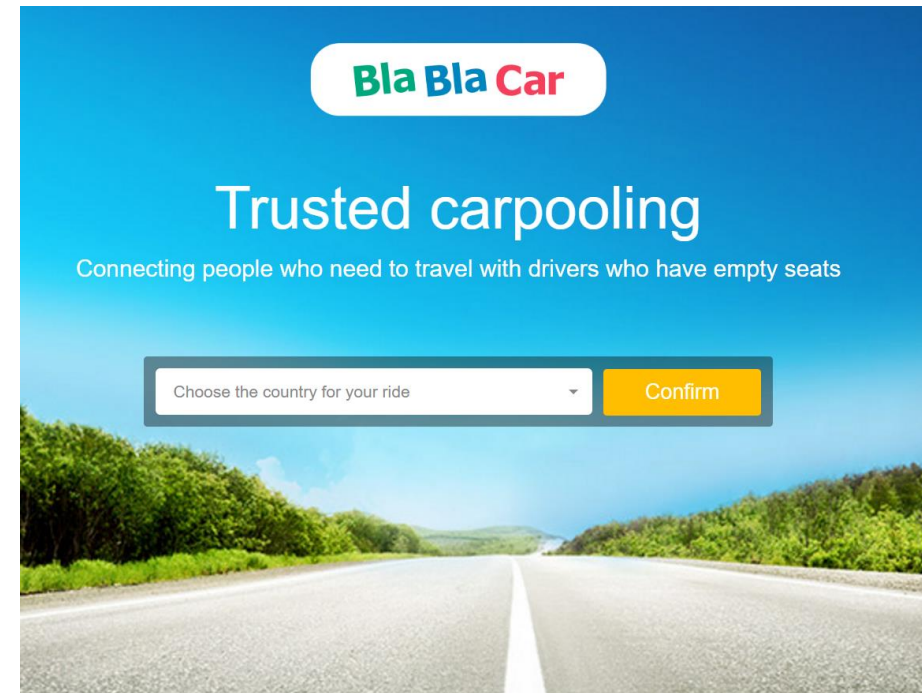 Bla Bla Car
Trusted carpooling
Connecting people who need to travel with drivers who have empty seats
Choose the country for your ride
Confirm